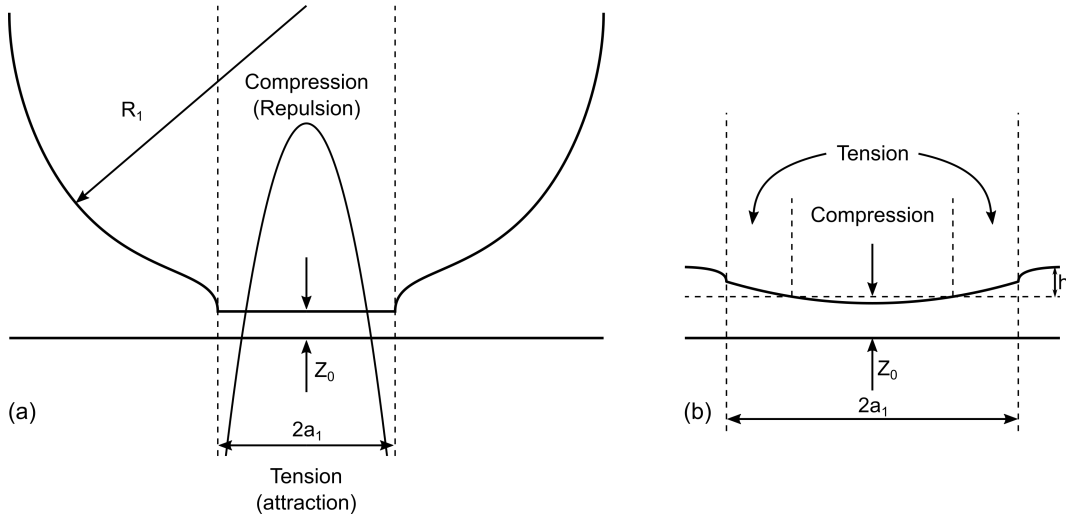 R₁
Compression
(Repulsion)
Z₀
(a)
2a₁
Tension
(attraction)
Tension
Compression
h
Z₀
(b)
2a₁